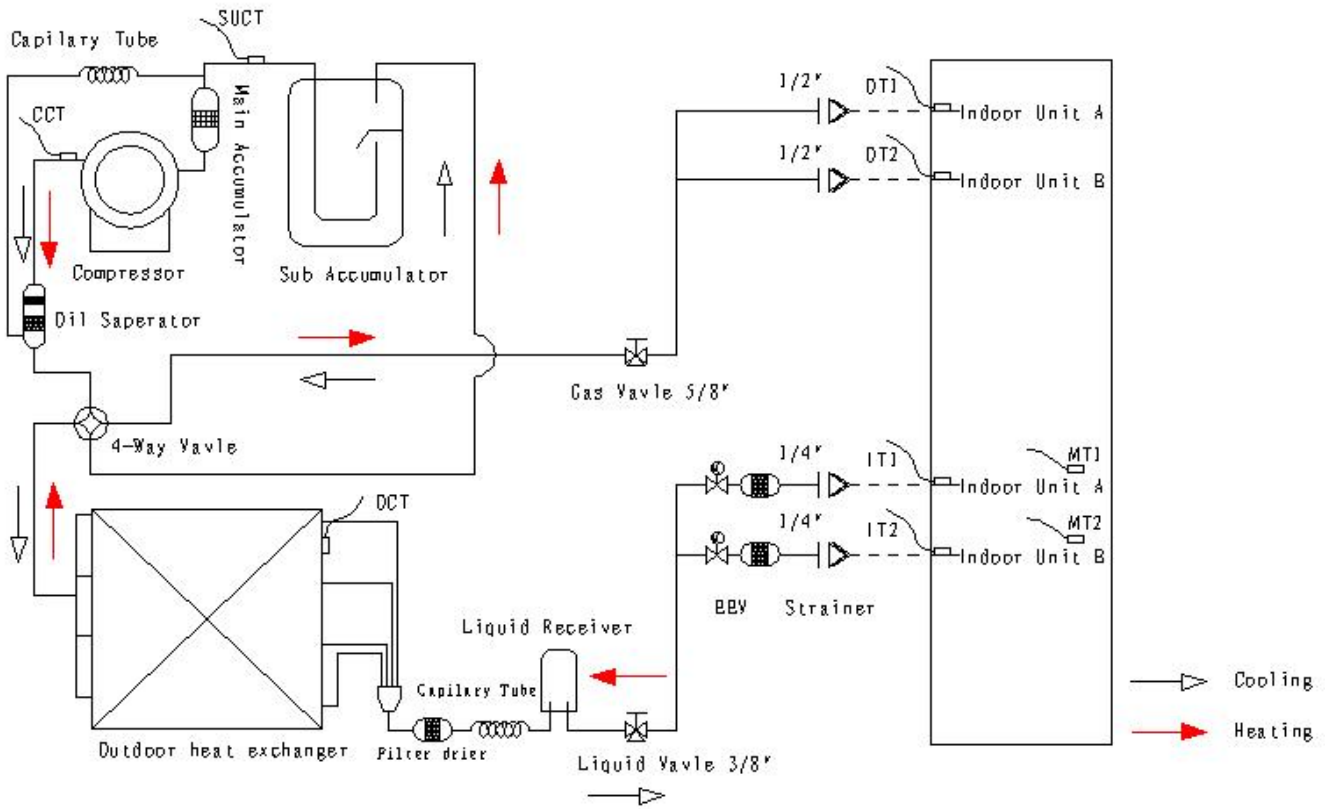 SUCT
Capilary Tube
1/2"
DT1
Main Accumulator
CCT
Indoor Unit A
1/2"
DT2
Indoor Unit B
Compressor
Sub Accumulator
Oil Saperator
Gas Vavle 5/8"
4-Way Vavle
1/4"
IT1
MT1
Indoor Unit A
OCT
1/4"
IT2
MT2
Indoor Unit B
EEV
Strainer
Liquid Receiver
Capilary Tube
Cooling
Heating
Outdoor heat exchanger
Filter drier
Liquid Vavle 3/8"